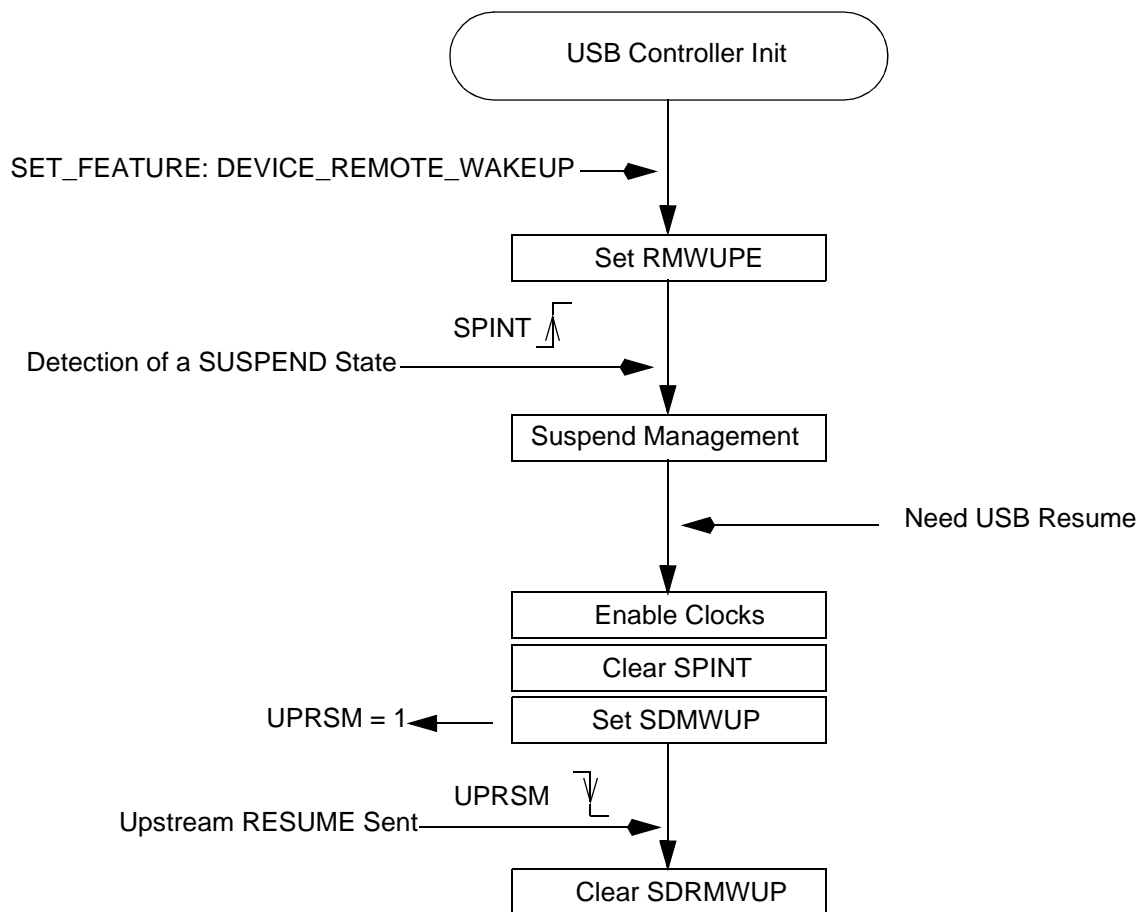 USB Controller Init
SET_FEATURE: DEVICE_REMOTE_WAKEUP
Set RMWUPE
SPINT
Detection of a SUSPEND State
Suspend Management
Need USB Resume
Enable Clocks
Clear SPINT
UPRSM = 1
Set SDMWUP
UPRSM
Upstream RESUME Sent
Clear SDRMWUP